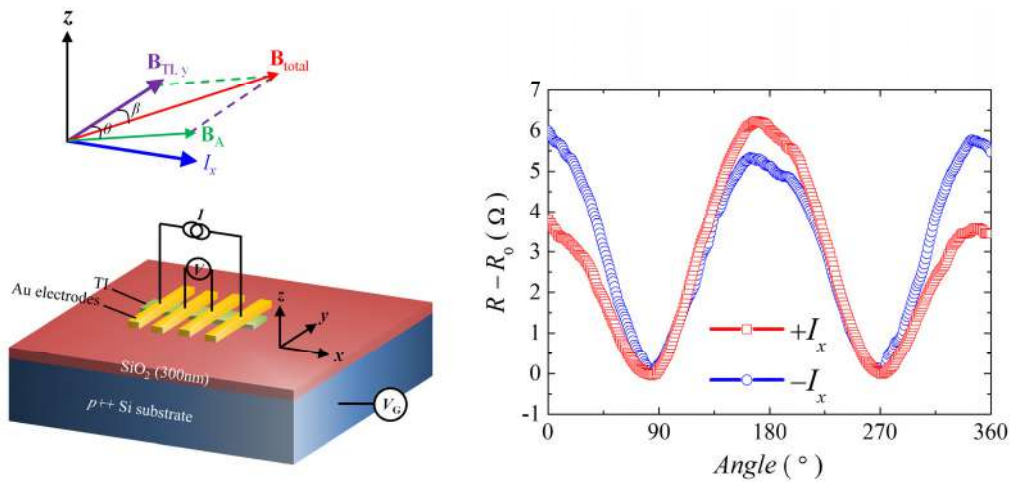 z
B_TI, y
B_total
β
θ
B_A
I_x
I
V
TI
Au electrodes
z
y
x
SiO₂ (300nm)
p++ Si substrate
V_G
7
6
5
4
3
2
1
0
-1
R − R₀ ( Ω )
+I_x
−I_x
0 90 180 270 360
Angle ( ° )